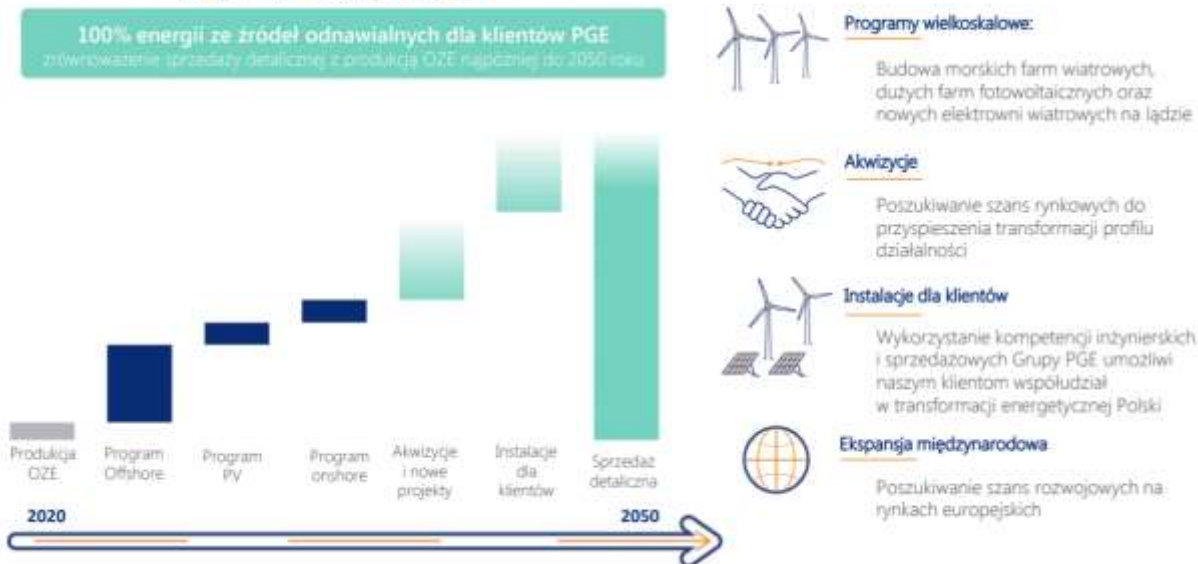 100% energii ze źródeł odnawialnych dla klientów PGE
zrównoważenie sprzedaży detalicznej z produkcją OZE najpóźniej do 2050 roku
Produkcja
OZE
Program
Offshore
Program
PV
Program
onshore
Akwizycje
i nowe
projekty
Instalacje
dla
klientów
Sprzedaż
detaliczna
2020
2050
Programy wielkoskalowe:
Budowa morskich farm wiatrowych,
dużych farm fotowoltaicznych oraz
nowych elektrowni wiatrowych na lądzie
Akwizycje
Poszukiwanie szans rynkowych do
przyspieszenia transformacji profilu
działalności
Instalacje dla klientów
Wykorzystanie kompetencji inżynierskich
i sprzedażowych Grupy PGE umożliwi
naszym klientom współudział
w transformacji energetycznej Polski
Ekspansja międzynarodowa
Poszukiwanie szans rozwojowych na
rynkach europejskich